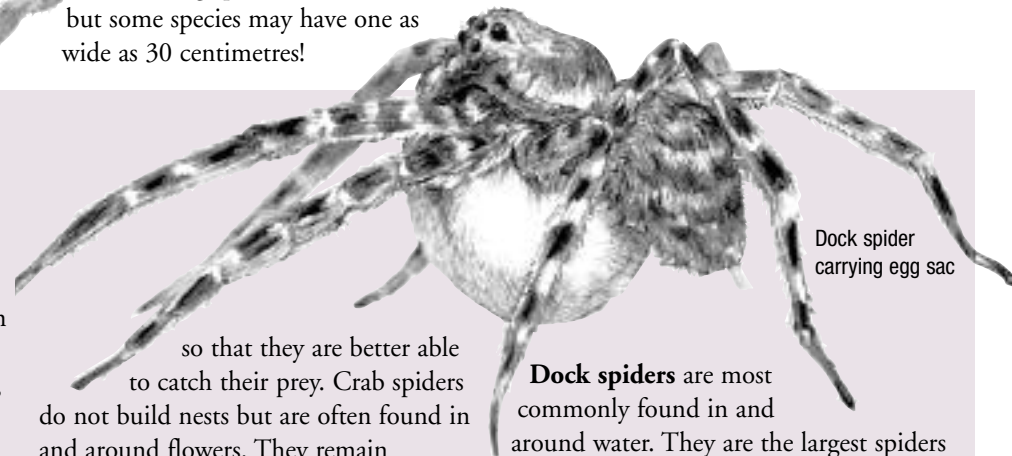 but some species may have one as
wide as 30 centimetres!
Dock spider
carrying egg sac
so that they are better able
to catch their prey. Crab spiders
do not build nests but are often found in
and around flowers. They remain
Dock spiders are most
commonly found in and
around water. They are the largest spiders